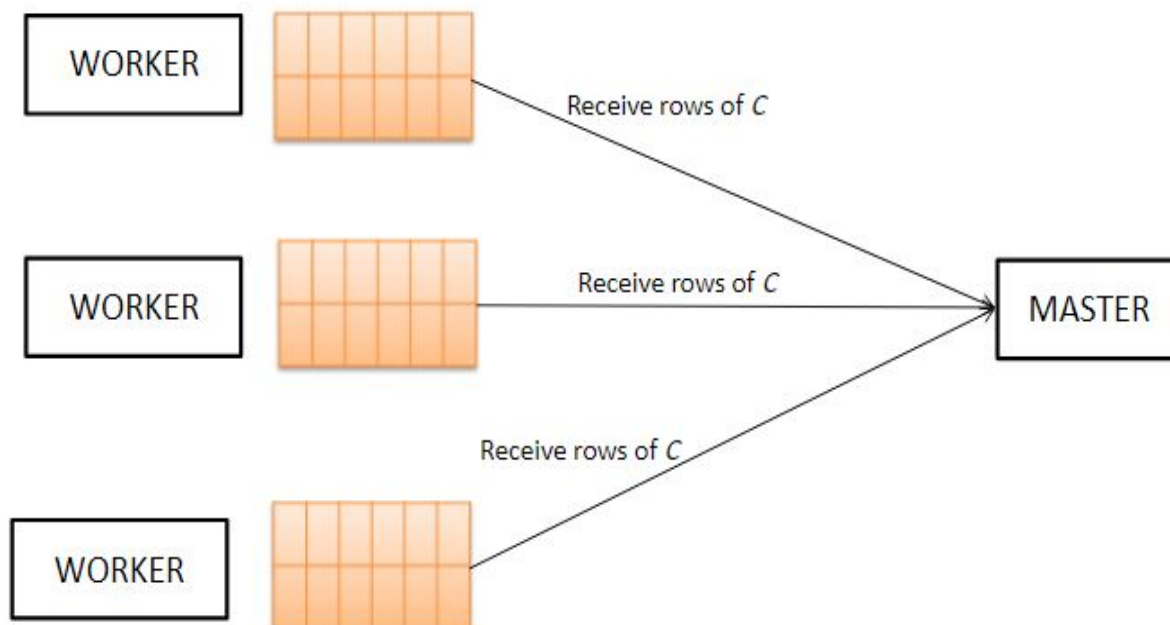 WORKER
Receive rows of C
WORKER
Receive rows of C
MASTER
Receive rows of C
WORKER